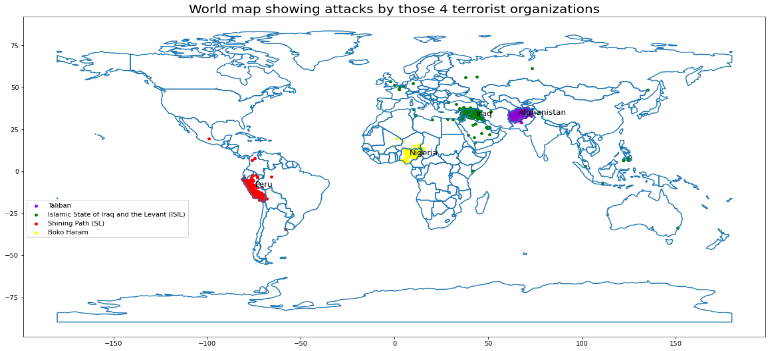 World map showing attacks by those 4 terrorist organizations
75
50
25
0
−25
−50
−75
−150
−100
−50
0
50
100
150
Iraq
Afghanistan
Nigeria
Peru
Taliban
Islamic State of Iraq and the Levant (ISIL)
Shining Path (SL)
Boko Haram